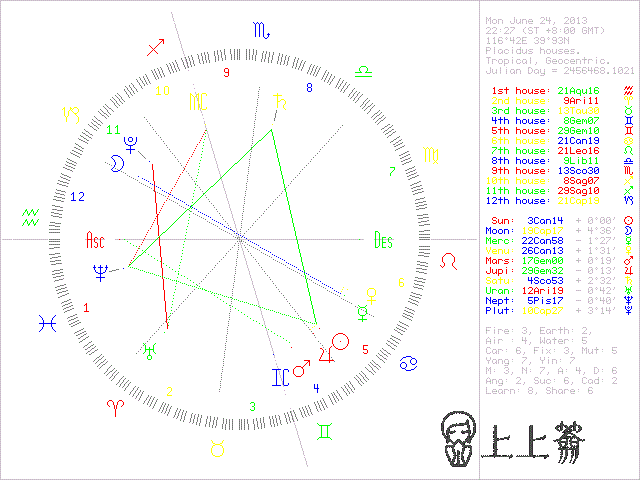 Mon June 24, 2013
22:27 (ST +8:00 GMT)
116°42E 39°93N
Placidus houses.
Tropical, Geocentric.
Julian Day = 2456468.1021
1st house: 21Aqu16
2nd house: 9Ari11
3rd house: 13Tau30
4th house: 8Gem07
5th house: 29Gem10
6th house: 21Can19
7th house: 21Leo16
8th house: 9Lib11
9th house: 13Sco30
10th house: 8Sag07
11th house: 29Sag10
12th house: 21Cap19
Sun: 3Can14 + 0°00'
Moon: 19Cap17 + 4°36'
Merc: 22Can58 - 1°27'
Venu: 26Can13 + 1°31'
Mars: 17Gem00 + 0°19'
Jupi: 29Gem32 - 0°13'
Satu: 4Sco53 + 2°32'
Uran: 12Ari19 - 0°42'
Nept: 5Pis17 - 0°40'
Plut: 10Cap27 + 3°14'
Fire: 3, Earth: 2,
Air : 4, Water: 5
Car: 6, Fix: 3, Mut: 5
Yang: 7, Yin: 7
M: 3, N: 7, A: 4, D: 6
Ang: 2, Suc: 6, Cad: 2
Learn: 8, Share: 6
MC
9
8
10
11
7
12
Asc
Des
6
1
5
2
IC
4
3
上上籤